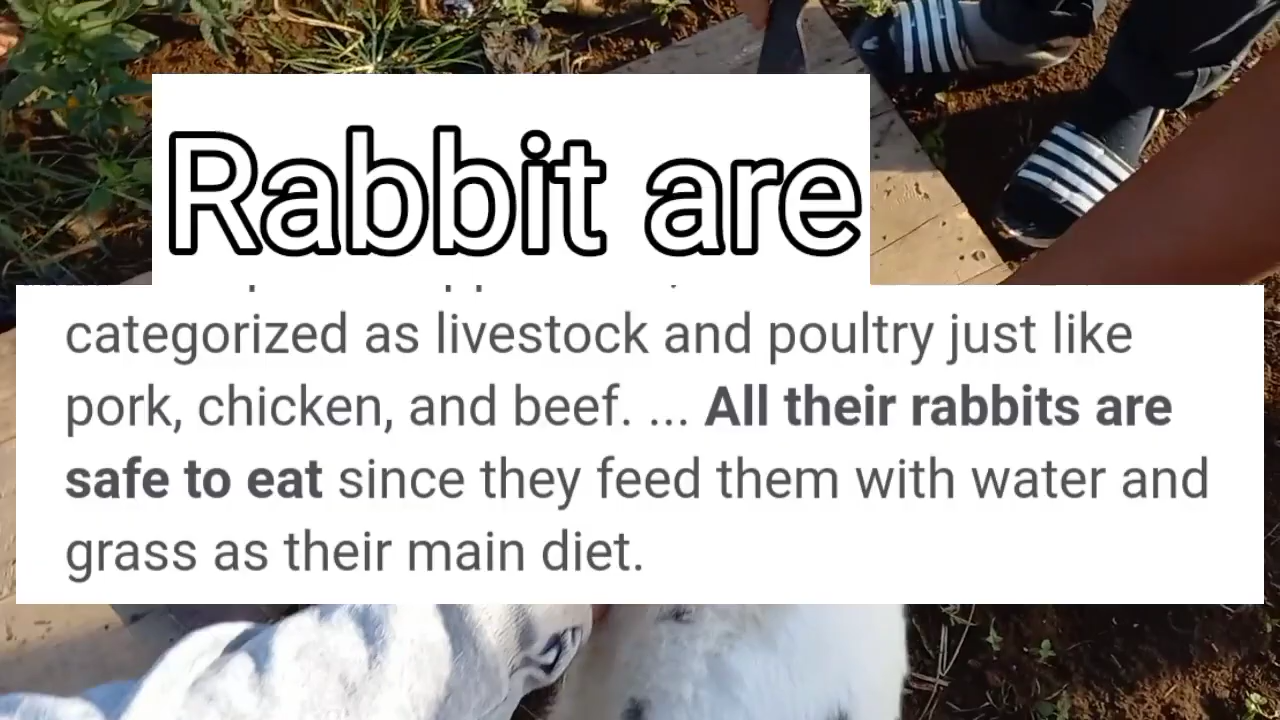 Rabbit are
categorized as livestock and poultry just like
pork, chicken, and beef. ... All their rabbits are
safe to eat since they feed them with water and
grass as their main diet.